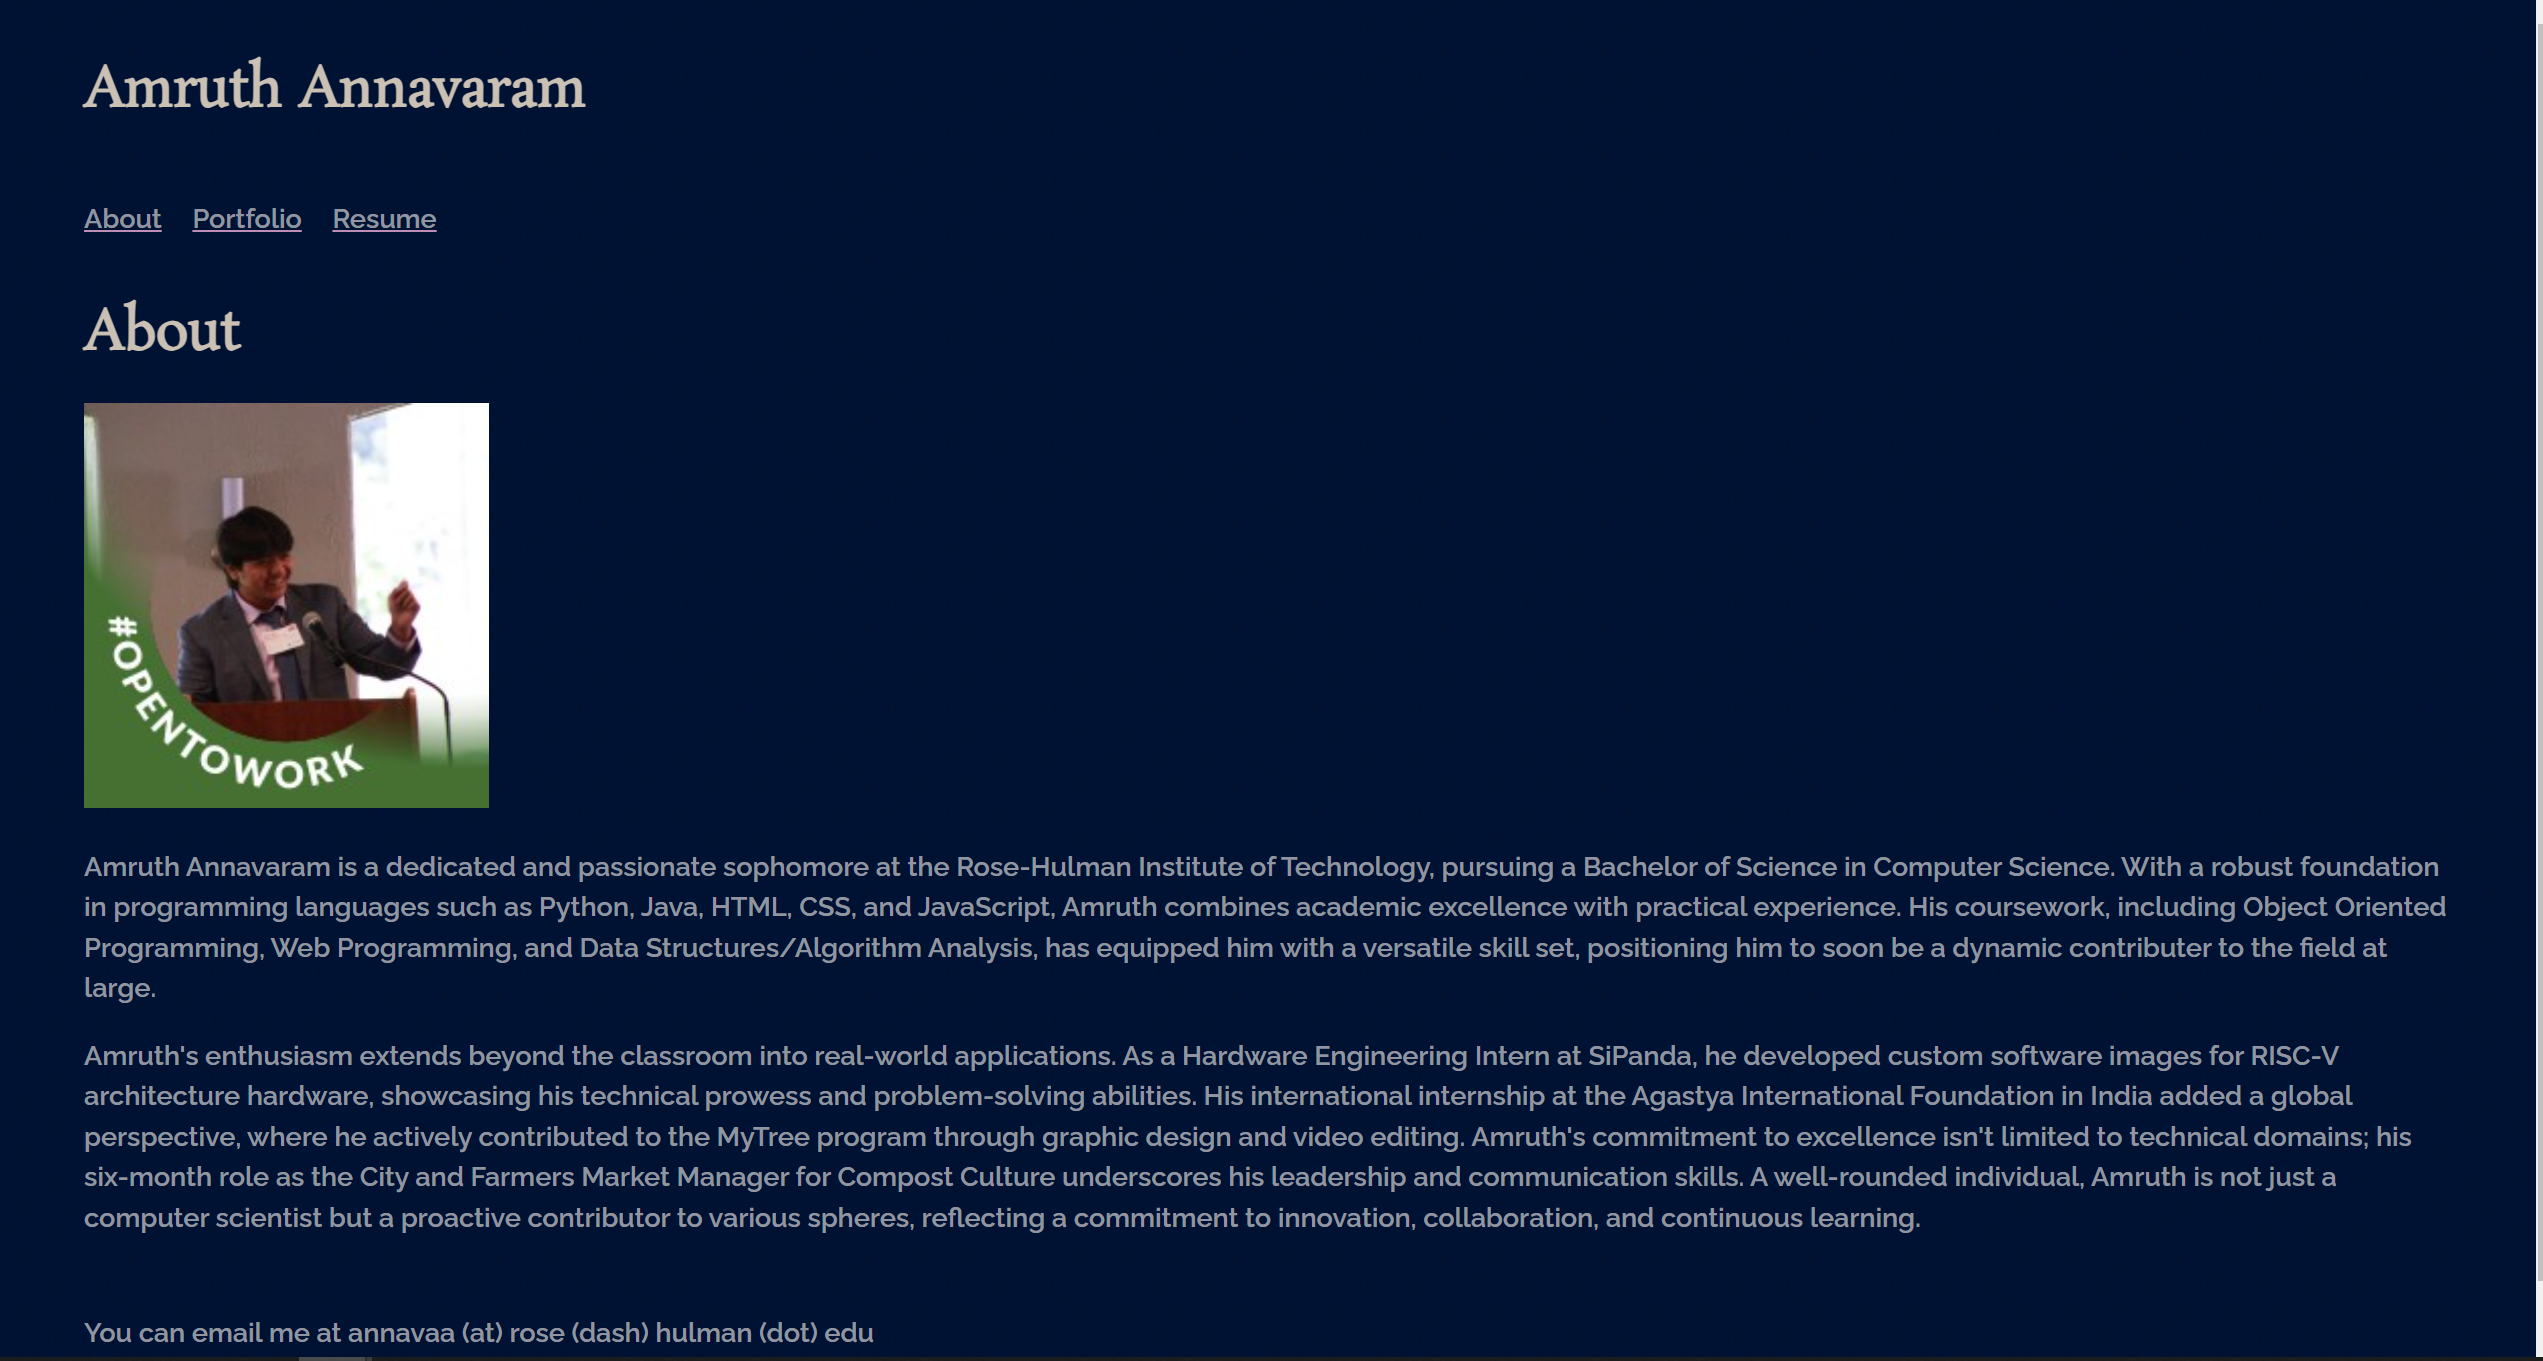 Amruth Annavaram
About Portfolio Resume
About
#OPENTOWORK
Amruth Annavaram is a dedicated and passionate sophomore at the Rose-Hulman Institute of Technology, pursuing a Bachelor of Science in Computer Science. With a robust foundation
in programming languages such as Python, Java, HTML, CSS, and JavaScript, Amruth combines academic excellence with practical experience. His coursework, including Object Oriented
Programming, Web Programming, and Data Structures/Algorithm Analysis, has equipped him with a versatile skill set, positioning him to soon be a dynamic contributer to the field at
large.
Amruth's enthusiasm extends beyond the classroom into real-world applications. As a Hardware Engineering Intern at SiPanda, he developed custom software images for RISC-V
architecture hardware, showcasing his technical prowess and problem-solving abilities. His international internship at the Agastya International Foundation in India added a global
perspective, where he actively contributed to the MyTree program through graphic design and video editing. Amruth's commitment to excellence isn't limited to technical domains; his
six-month role as the City and Farmers Market Manager for Compost Culture underscores his leadership and communication skills. A well-rounded individual, Amruth is not just a
computer scientist but a proactive contributor to various spheres, reflecting a commitment to innovation, collaboration, and continuous learning.
You can email me at annavaa (at) rose (dash) hulman (dot) edu